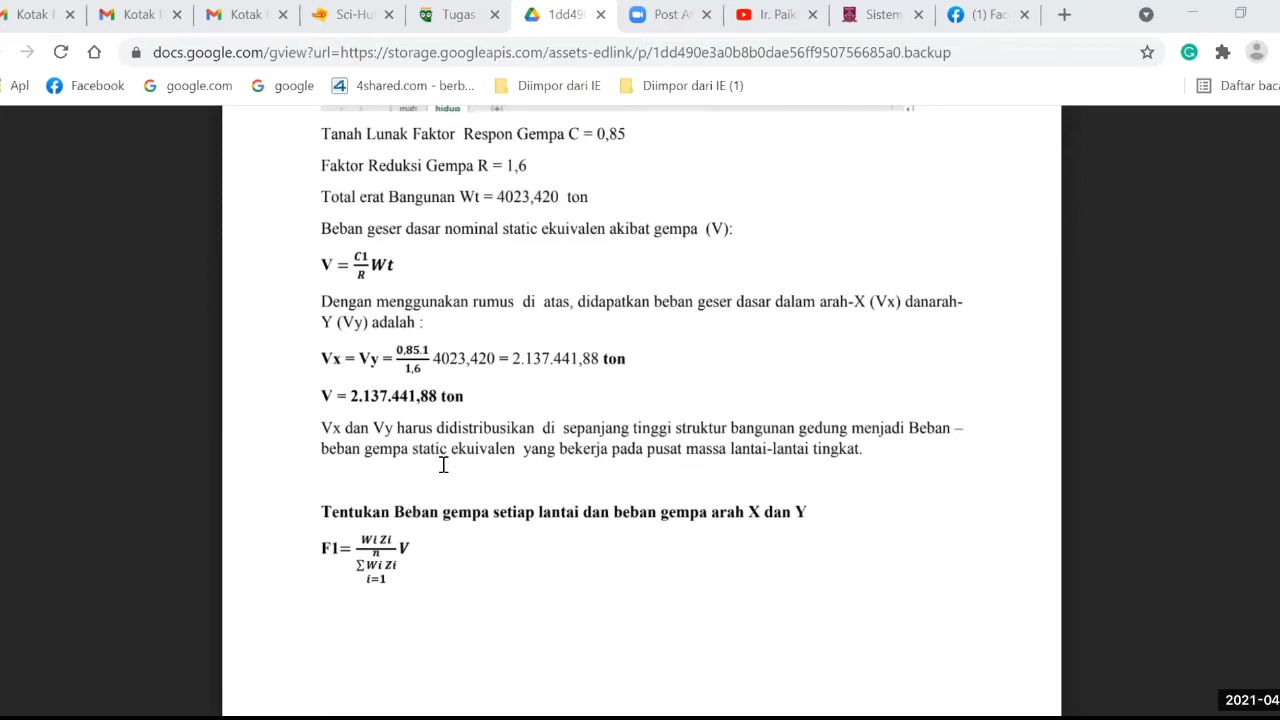 Kotak
Kotak
Kotak
Sci-Hu
Tugas
1dd49
Post At
Ir. Paik
Sistem
(1) Fac
docs.google.com/gview?url=https://storage.googleapis.com/assets-edlink/p/1dd490e3a0b8b0dae56ff950756685a0.backup
Apl
Facebook
google.com
google
4shared.com - berb...
Diimpor dari IE
Diimpor dari IE (1)
Daftar bac
mati hidup
Tanah Lunak Faktor Respon Gempa C = 0,85
Faktor Reduksi Gempa R = 1,6
Total erat Bangunan Wt = 4023,420 ton
Beban geser dasar nominal static ekuivalen akibat gempa (V):
V = C1/R Wt
Dengan menggunakan rumus di atas, didapatkan beban geser dasar dalam arah-X (Vx) danarah-
Y (Vy) adalah :
Vx = Vy = 0,85.1/1,6 4023,420 = 2.137.441,88 ton
V = 2.137.441,88 ton
Vx dan Vy harus didistribusikan di sepanjang tinggi struktur bangunan gedung menjadi Beban –
beban gempa static ekuivalen yang bekerja pada pusat massa lantai-lantai tingkat.
Tentukan Beban gempa setiap lantai dan beban gempa arah X dan Y
F1= Wi Zi V
n
∑Wi Zi
i=1
2021-04